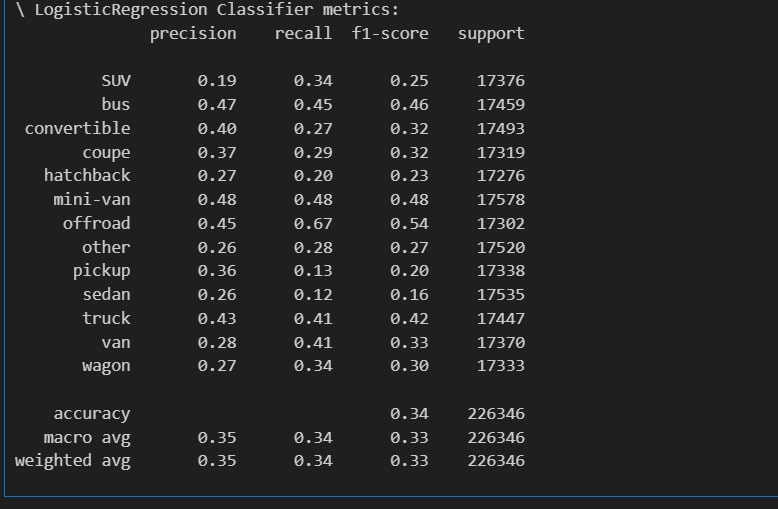 \ LogisticRegression Classifier metrics:
precision recall f1-score support
SUV 0.19 0.34 0.25 17376
bus 0.47 0.45 0.46 17459
convertible 0.40 0.27 0.32 17493
coupe 0.37 0.29 0.32 17319
hatchback 0.27 0.20 0.23 17276
mini-van 0.48 0.48 0.48 17578
offroad 0.45 0.67 0.54 17302
other 0.26 0.28 0.27 17520
pickup 0.36 0.13 0.20 17338
sedan 0.26 0.12 0.16 17535
truck 0.43 0.41 0.42 17447
van 0.28 0.41 0.33 17370
wagon 0.27 0.34 0.30 17333
accuracy 0.34 226346
macro avg 0.35 0.34 0.33 226346
weighted avg 0.35 0.34 0.33 226346